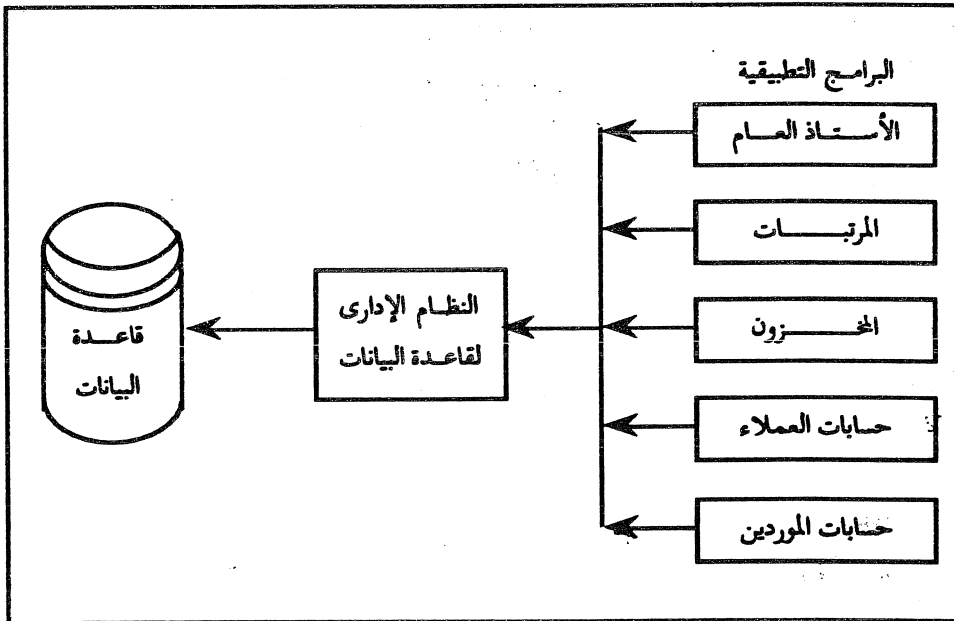 البرامج التطبيقية
الأستاذ العام
المرتبات
المخزون
حسابات العملاء
حسابات الموردين
النظام الإدارى
لقاعدة البيانات
قاعدة
البيانات